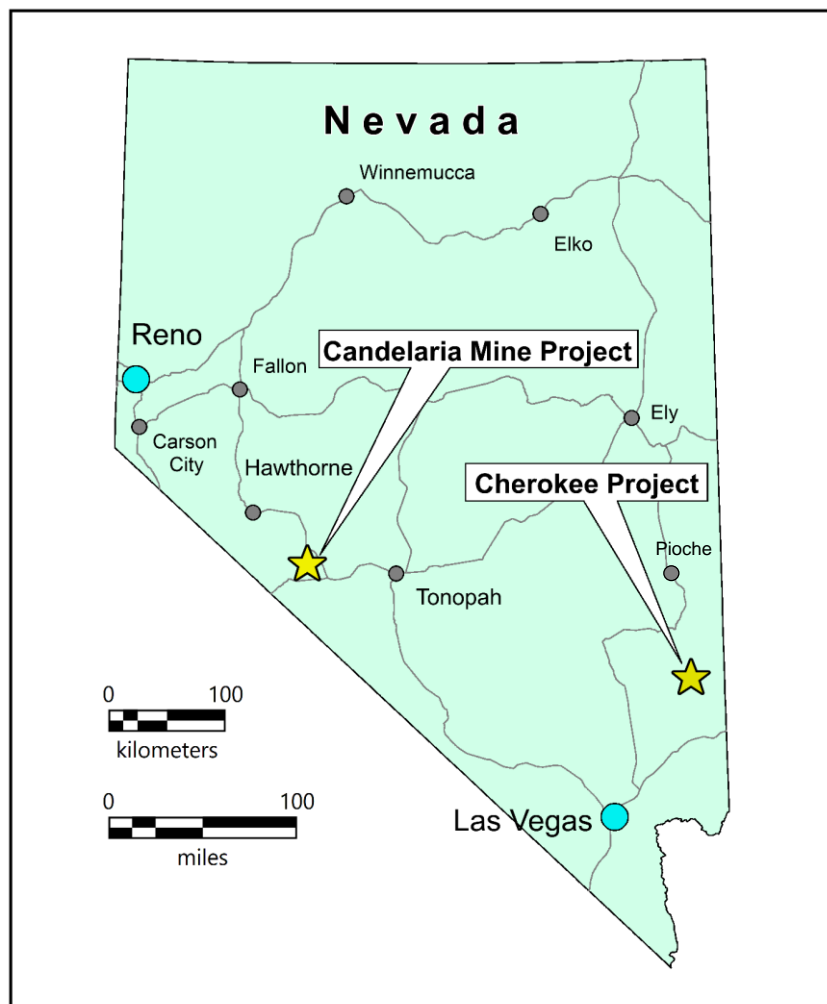 Nevada
Winnemucca
Elko
Reno
Candelaria Mine Project
Fallon
Ely
Carson
City
Hawthorne
Cherokee Project
Pioche
Tonopah
0 100
kilometers
0 100
miles
Las Vegas